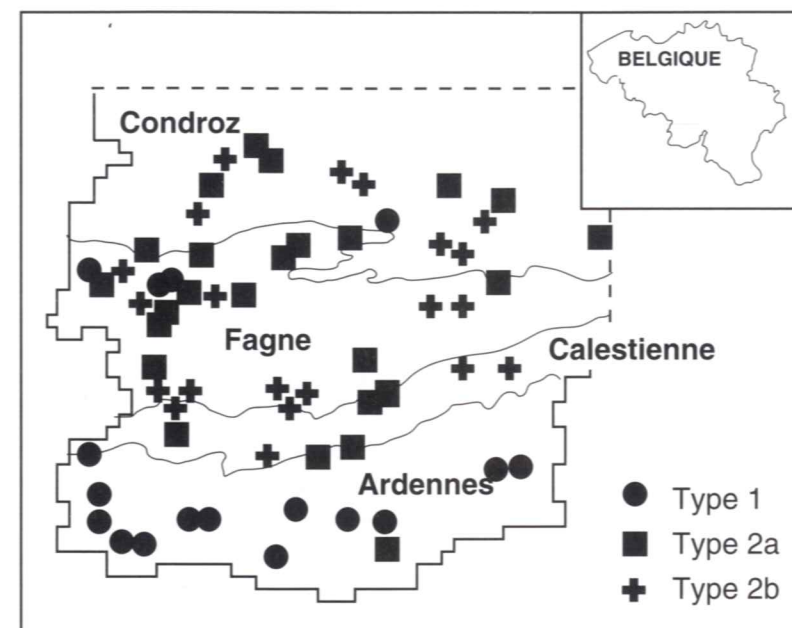 BELGIQUE
Condroz
Fagne
Calestienne
Ardennes
Type 1
Type 2a
Type 2b